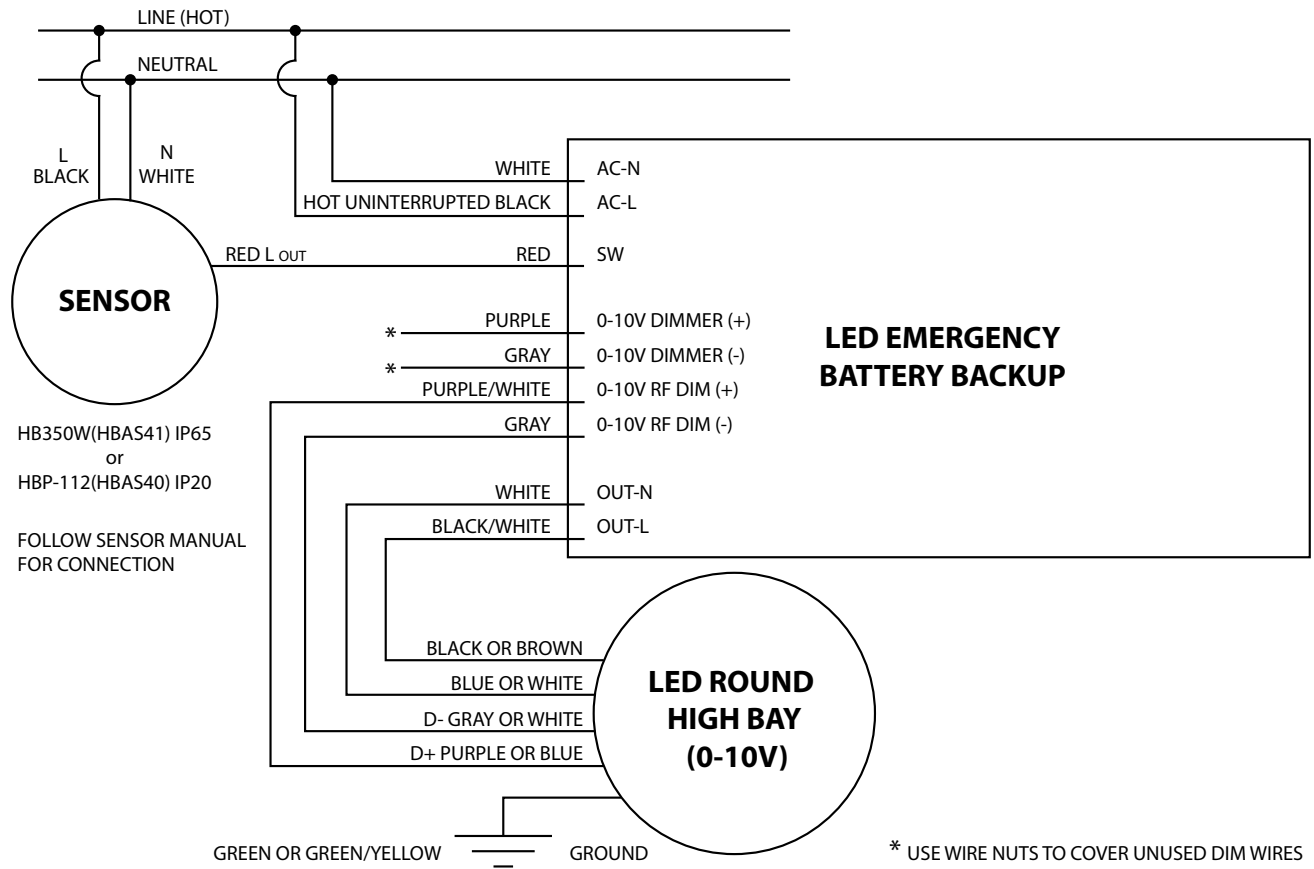 LINE (HOT)
NEUTRAL
L
BLACK
N
WHITE
WHITE
AC-N
HOT UNINTERRUPTED BLACK
AC-L
RED L OUT
RED
SW
SENSOR
PURPLE
0-10V DIMMER (+)
*
GRAY
0-10V DIMMER (-)
*
PURPLE/WHITE
0-10V RF DIM (+)
GRAY
0-10V RF DIM (-)
LED EMERGENCY
BATTERY BACKUP
HB350W(HBAS41) IP65
or
HBP-112(HBAS40) IP20
WHITE
OUT-N
BLACK/WHITE
OUT-L
FOLLOW SENSOR MANUAL
FOR CONNECTION
BLACK OR BROWN
BLUE OR WHITE
D- GRAY OR WHITE
D+ PURPLE OR BLUE
LED ROUND
HIGH BAY
(0-10V)
GREEN OR GREEN/YELLOW
GROUND
* USE WIRE NUTS TO COVER UNUSED DIM WIRES